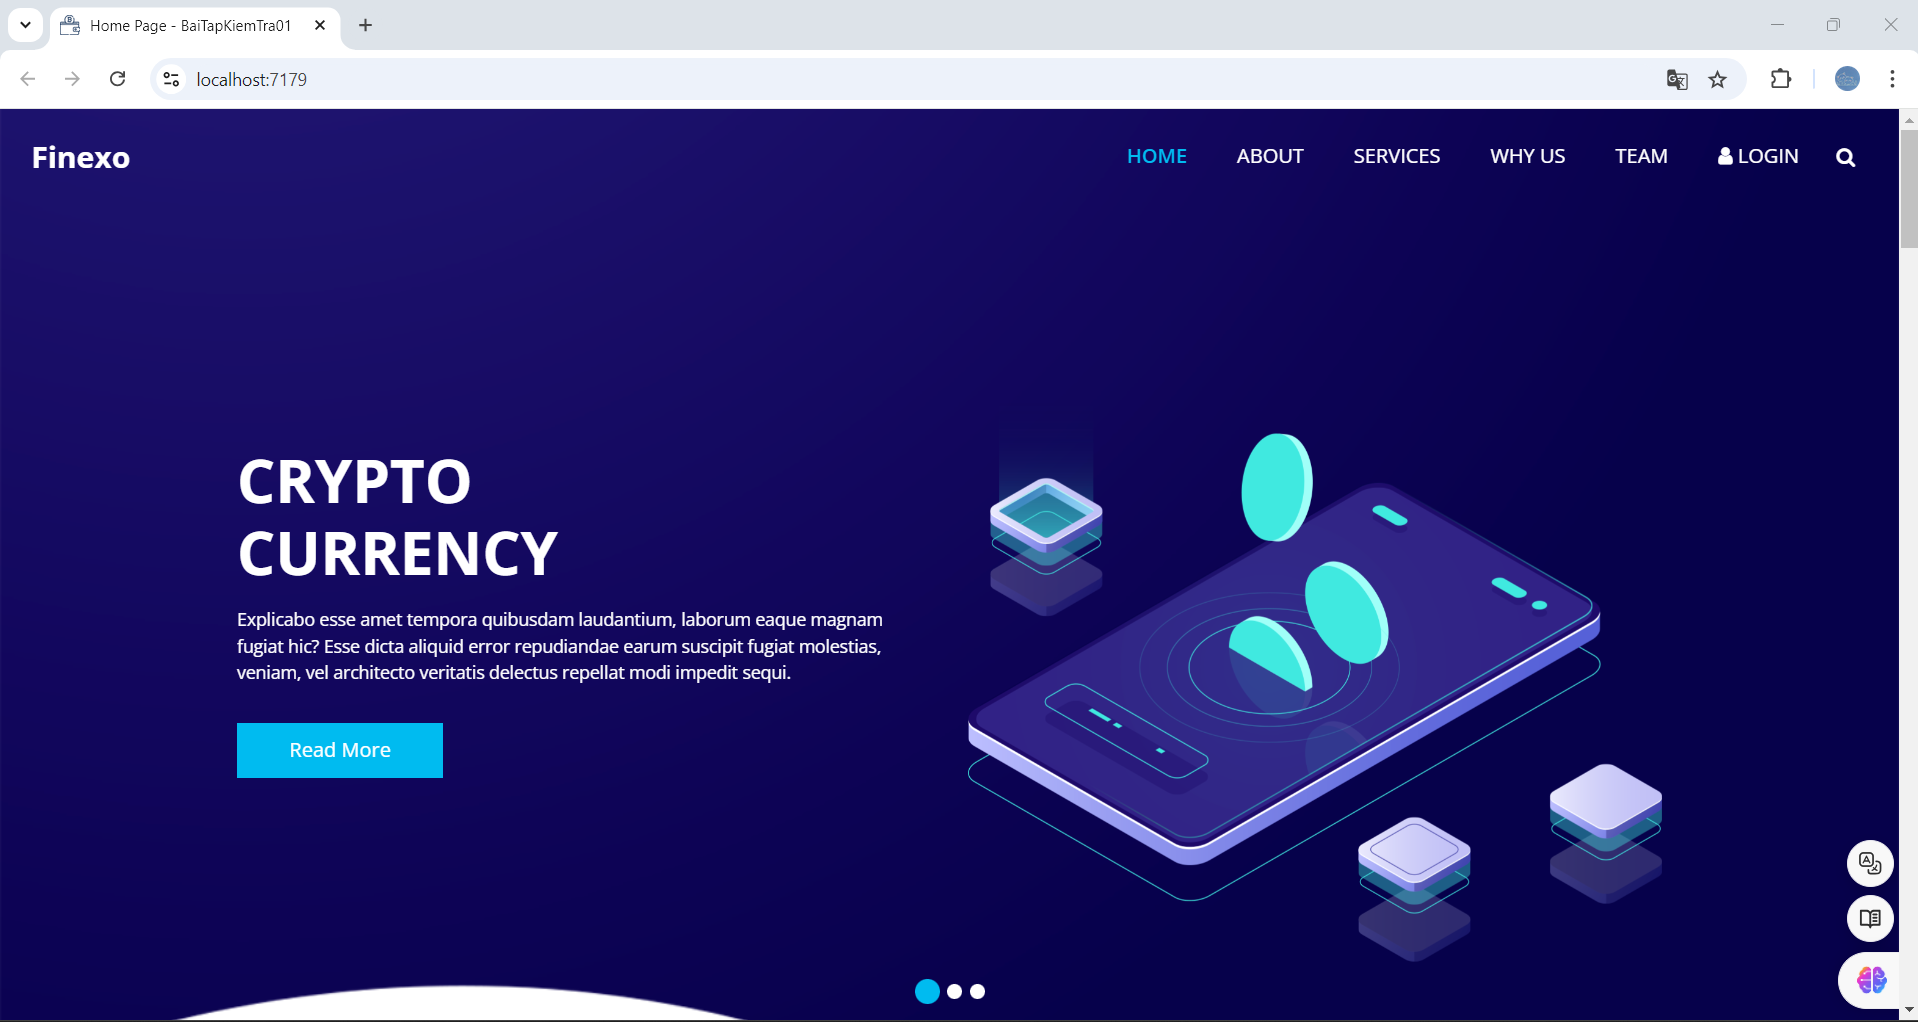 Home Page - BaiTapKiemTra01
localhost:7179
Finexo
HOME
ABOUT
SERVICES
WHY US
TEAM
LOGIN
CRYPTO
CURRENCY
Explicabo esse amet tempora quibusdam laudantium, laborum eaque magnam
fugiat hic? Esse dicta aliquid error repudiandae earum suscipit fugiat molestias,
veniam, vel architecto veritatis delectus repellat modi impedit sequi.
Read More